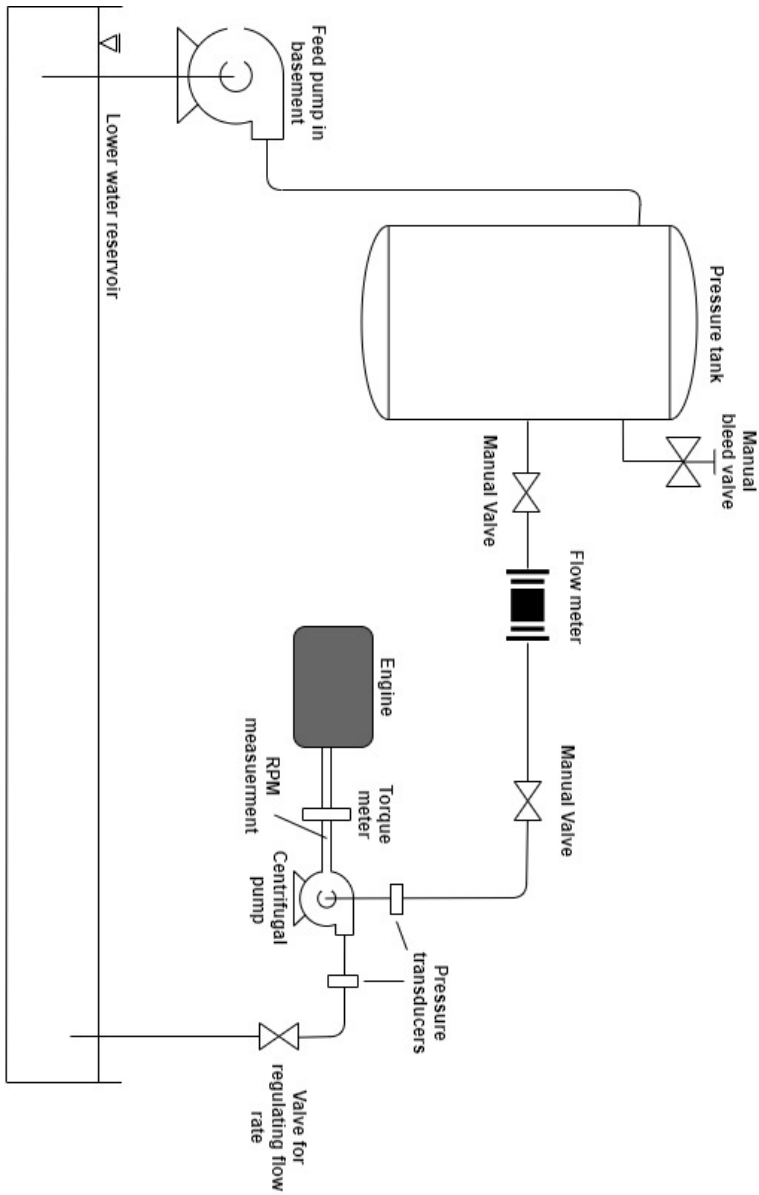 Feed pump in
basement
Lower water reservoir
Pressure tank
Manual
bleed valve
Manual Valve
Flow meter
Engine
RPM
measuerment
Torque
meter
Manual Valve
Centrifugal
pump
Pressure
transducers
Valve for
regulating flow
rate